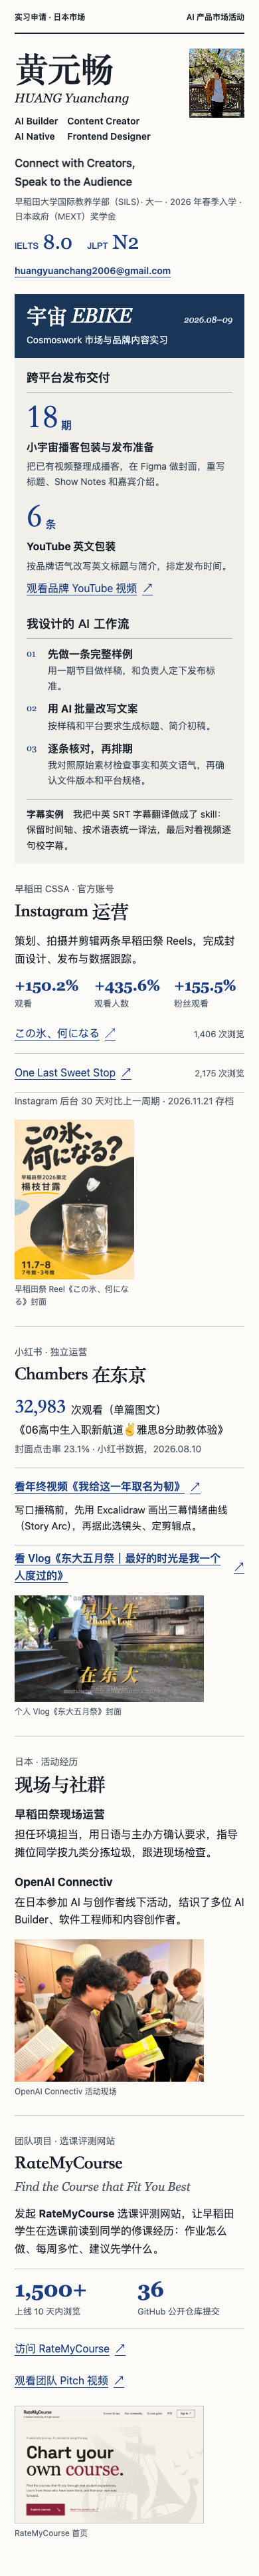 实习申请 · 日本市场
AI 产品市场活动
黄元畅
HUANG Yuanchang
AI Builder Content Creator
AI Native Frontend Designer
Connect with Creators,
Speak to the Audience
早稻田大学国际教养学部（SILS）· 大一 · 2026 年春季入学 ·
日本政府（MEXT）奖学金
IELTS 8.0 JLPT N2
huangyuanchang2006@gmail.com
宇宙 EBIKE
2026.08–09
Cosmoswork 市场与品牌内容实习
跨平台发布交付
18 期
小宇宙播客包装与发布准备
把已有视频整理成播客，在 Figma 做封面，重写
标题、Show Notes 和嘉宾介绍。
6 条
YouTube 英文包装
按品牌语气改写英文标题与简介，排定发布时间。
观看品牌 YouTube 视频 ↗
我设计的 AI 工作流
01 先做一条完整样例
用一期节目做样稿，和负责人定下发布标
准。
02 用 AI 批量改写文案
按样稿和平台要求生成标题、简介初稿。
03 逐条核对，再排期
我对照原始素材检查事实和英文语气，再确
认文件版本和平台规格。
字幕实例 我把中英 SRT 字幕翻译做成了 skill：
保留时间轴、按术语表统一译法，最后对着视频逐
句校字幕。
早稻田 CSSA · 官方账号
Instagram 运营
策划、拍摄并剪辑两条早稻田祭 Reels，完成封
面设计、发布与数据跟踪。
+150.2% +435.6% +155.5%
观看 观看人数 粉丝观看
この氷、何になる ↗ 1,406 次浏览
One Last Sweet Stop ↗ 2,175 次浏览
Instagram 后台 30 天对比上一周期 · 2026.11.21 存档
この氷、
何になる?
早稲田祭2026限定
楊枝甘露
11.7-8
7号館・3号館
早稻田祭 Reel《この氷、何にな
る》封面
小红书 · 独立运营
Chambers 在东京
32,983 次观看（单篇图文）
《06高中生入职新航道✌️雅思8分助教体验》
封面点击率 23.1% · 小红书数据，2026.08.10
看年终视频《我给这一年取名为韧》 ↗
写口播稿前，先用 Excalidraw 画出三幕情绪曲线
（Story Arc），再据此选镜头、定剪辑点。
看 Vlog《东大五月祭｜最好的时光是我一个
人度过的》 ↗
早大生
Cham's Log
在东大
个人 Vlog《东大五月祭》封面
日本 · 活动经历
现场与社群
早稻田祭现场运营
担任环境担当，用日语与主办方确认要求，指导
摊位同学按九类分拣垃圾，跟进现场检查。
OpenAI Connectiv
在日本参加 AI 与创作者线下活动，结识了多位 AI
Builder、软件工程师和内容创作者。
OpenAI Connectiv 活动现场
团队项目 · 选课评测网站
RateMyCourse
Find the Course that Fit You Best
发起 RateMyCourse 选课评测网站，让早稻田
学生在选课前读到同学的修课经历：作业怎么
做、每周多忙、建议先学什么。
1,500+ 36
上线 10 天内浏览 GitHub 公开仓库提交
访问 RateMyCourse ↗
观看团队 Pitch 视频 ↗
RateMyCourse
Chart your
own course.
RateMyCourse 首页